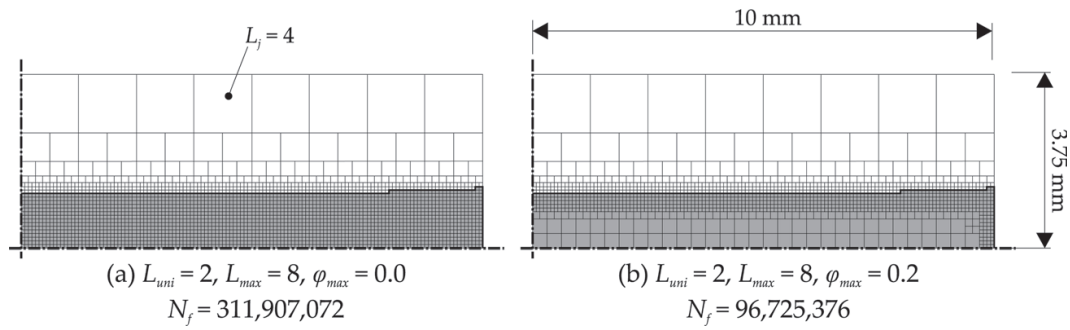 L_j = 4
10 mm
3.75 mm
(a) L_uni = 2, L_max = 8, φ_max = 0.0
N_f = 311,907,072
(b) L_uni = 2, L_max = 8, φ_max = 0.2
N_f = 96,725,376